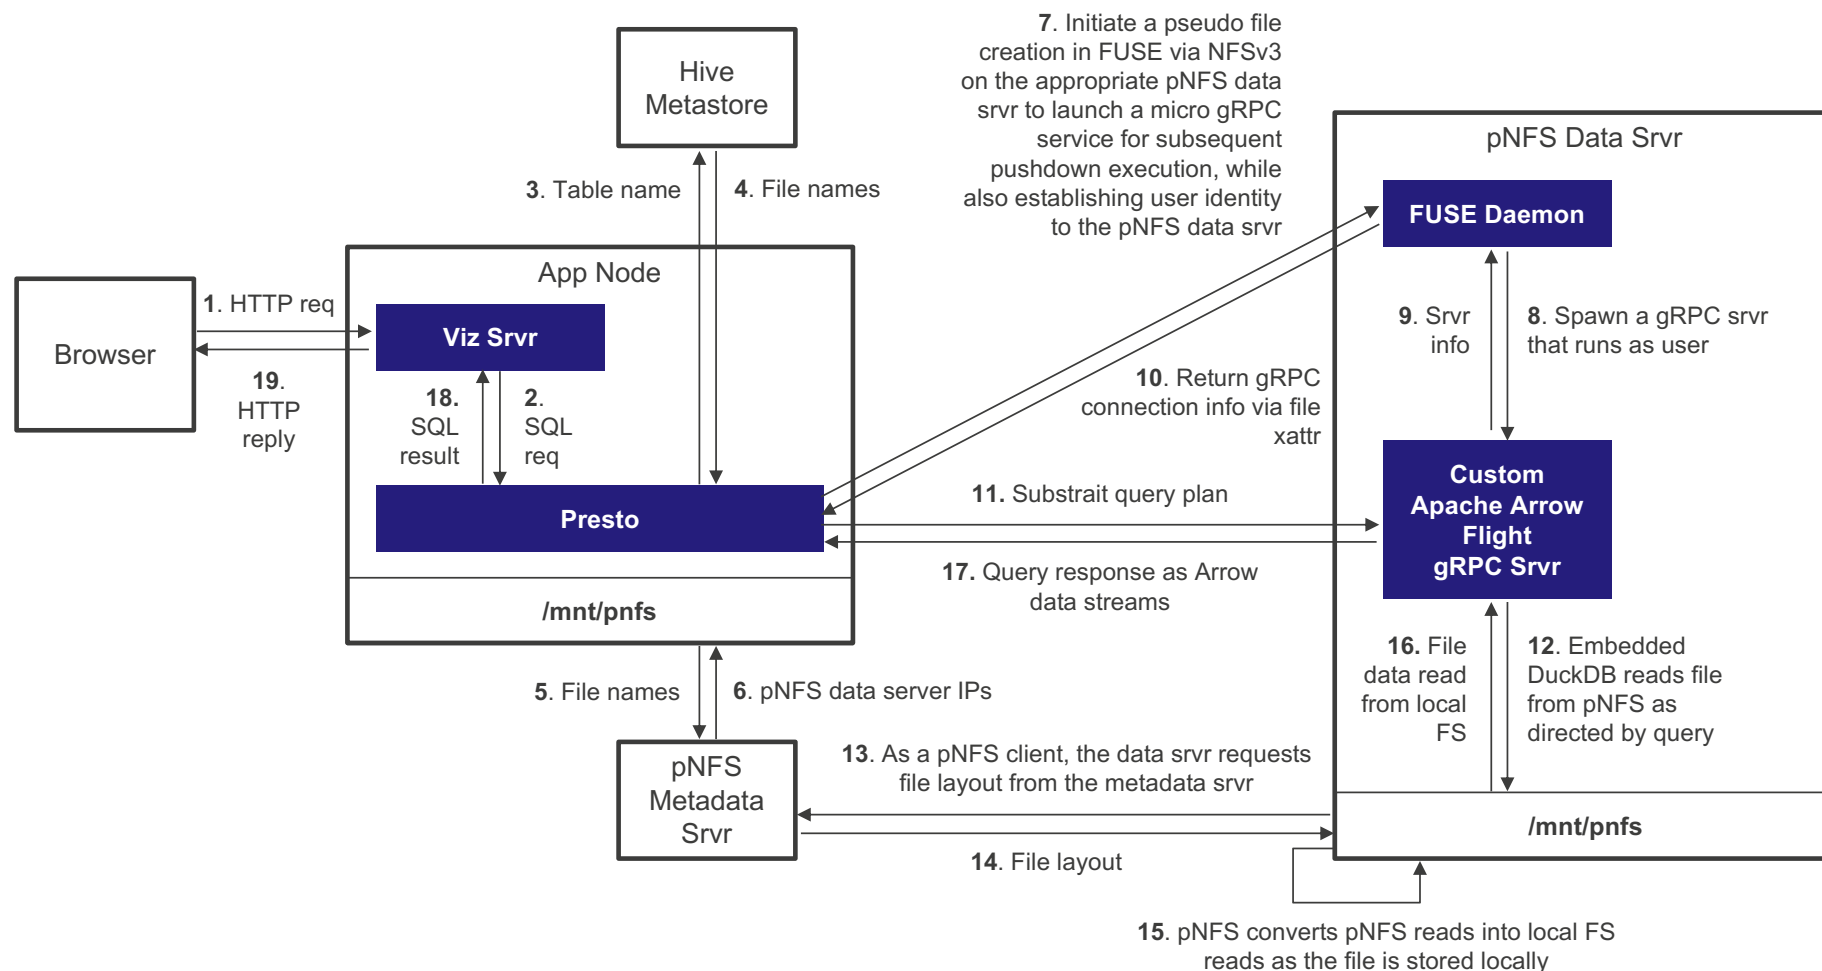 7. Initiate a pseudo file
creation in FUSE via NFSv3
on the appropriate pNFS data
srvr to launch a micro gRPC
service for subsequent
pushdown execution, while
also establishing user identity
to the pNFS data srvr
Hive
Metastore
3. Table name
4. File names
pNFS Data Srvr
FUSE Daemon
App Node
Browser
1. HTTP req
Viz Srvr
19.
HTTP
reply
18.
SQL
result
2.
SQL
req
9. Srvr
info
8. Spawn a gRPC srvr
that runs as user
10. Return gRPC
connection info via file
xattr
Presto
11. Substrait query plan
Custom
Apache Arrow
Flight
gRPC Srvr
17. Query response as Arrow
data streams
/mnt/pnfs
5. File names
6. pNFS data server IPs
16. File
data read
from local
FS
12. Embedded
DuckDB reads file
from pNFS as
directed by query
pNFS
Metadata
Srvr
13. As a pNFS client, the data srvr requests
file layout from the metadata srvr
14. File layout
/mnt/pnfs
15. pNFS converts pNFS reads into local FS
reads as the file is stored locally